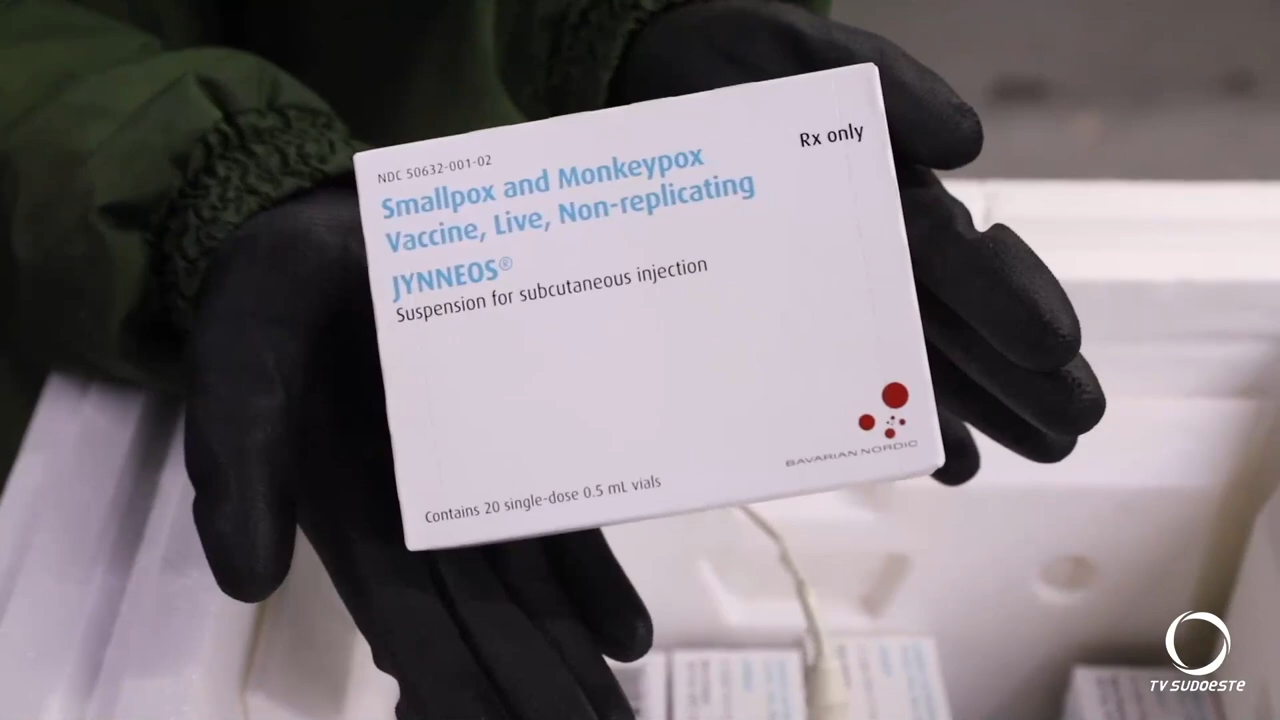 NDC 50632-001-02
Rx only
Smallpox and Monkeypox
Vaccine, Live, Non-replicating
JYNNEOS®
Suspension for subcutaneous injection
BAVARIAN NORDIC
Contains 20 single-dose 0.5 mL vials
TV SUDOESTE